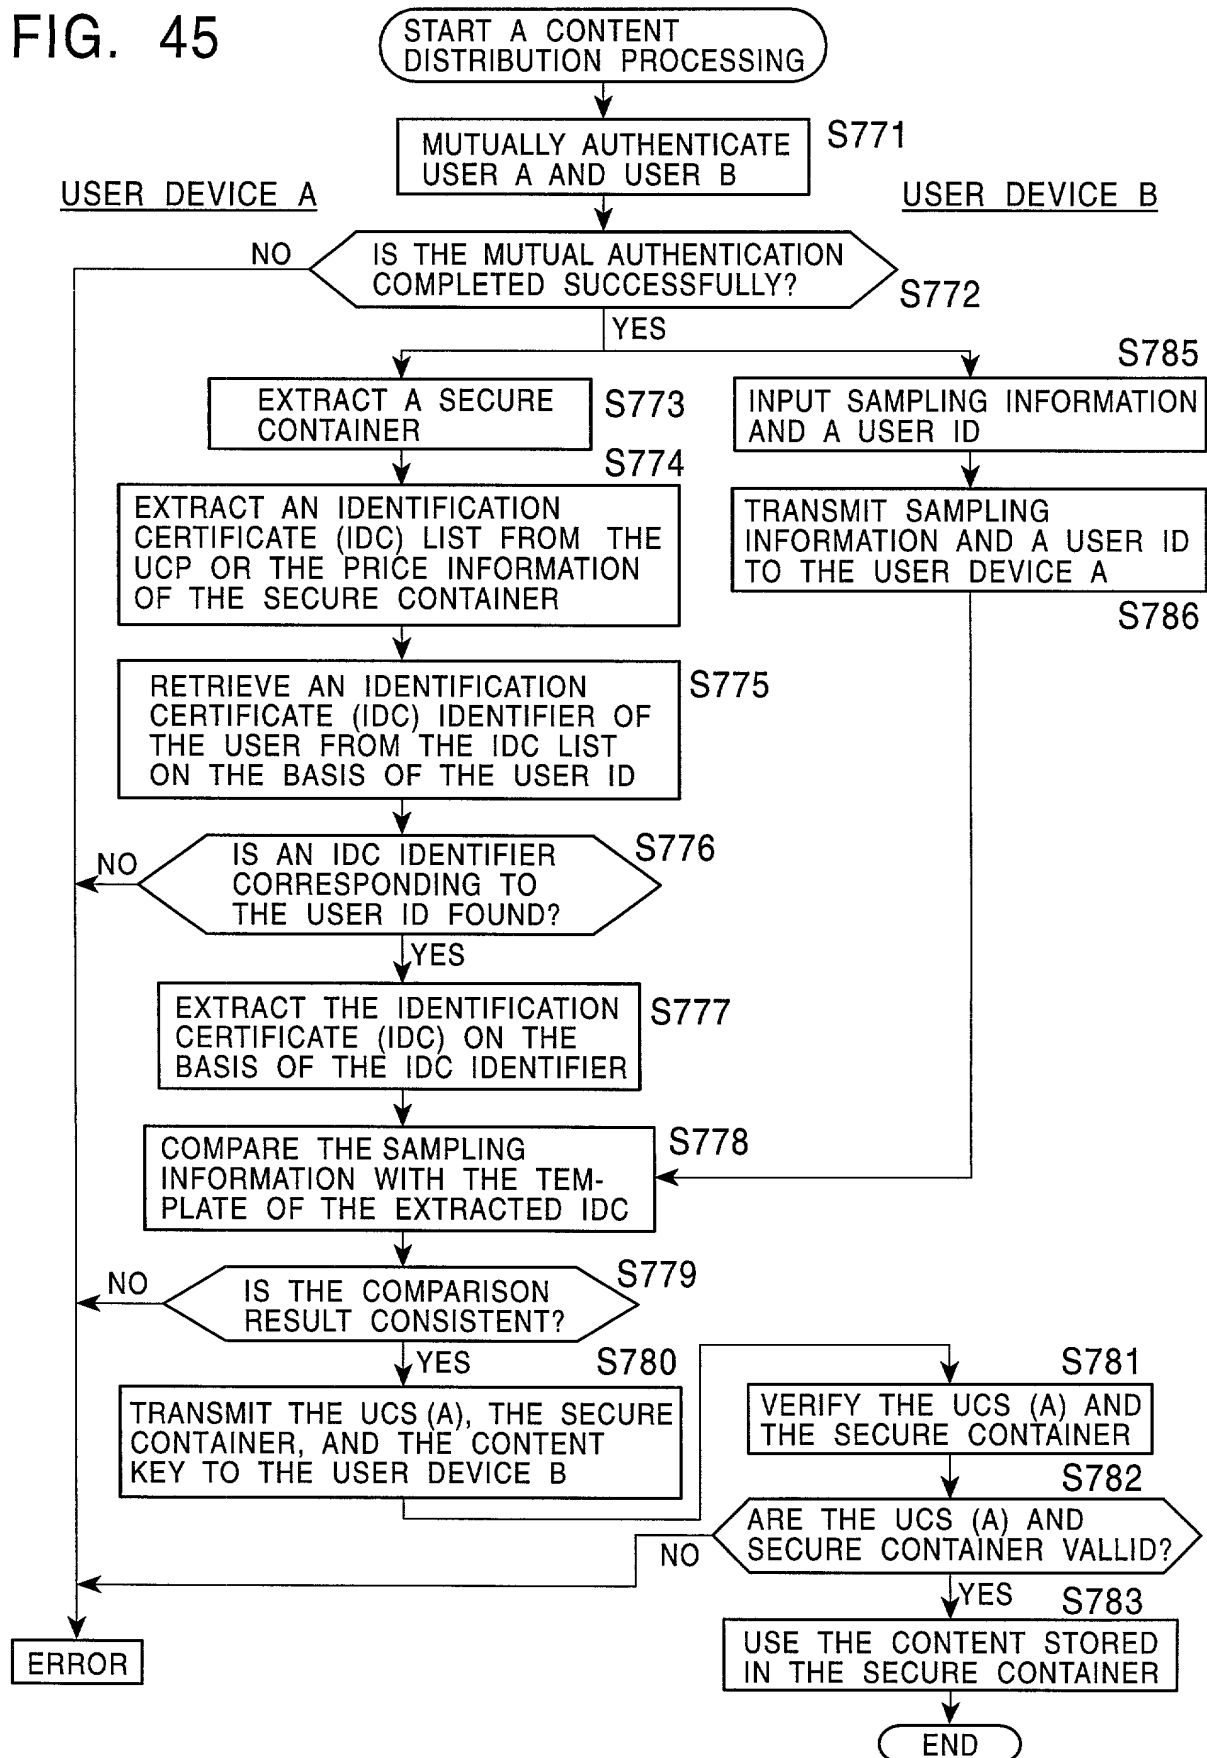 FIG. 45
START A CONTENT
DISTRIBUTION PROCESSING
S771
MUTUALLY AUTHENTICATE
USER A AND USER B
USER DEVICE A
USER DEVICE B
NO
IS THE MUTUAL AUTHENTICATION
COMPLETED SUCCESSFULLY?
S772
YES
S785
EXTRACT A SECURE
CONTAINER
S773
INPUT SAMPLING INFORMATION
AND A USER ID
S774
EXTRACT AN IDENTIFICATION
CERTIFICATE (IDC) LIST FROM THE
UCP OR THE PRICE INFORMATION
OF THE SECURE CONTAINER
TRANSMIT SAMPLING
INFORMATION AND A USER ID
TO THE USER DEVICE A
S786
S775
RETRIEVE AN IDENTIFICATION
CERTIFICATE (IDC) IDENTIFIER OF
THE USER FROM THE IDC LIST
ON THE BASIS OF THE USER ID
S776
NO
IS AN IDC IDENTIFIER
CORRESPONDING TO
THE USER ID FOUND?
YES
EXTRACT THE IDENTIFICATION
CERTIFICATE (IDC) ON THE
BASIS OF THE IDC IDENTIFIER
S777
COMPARE THE SAMPLING
INFORMATION WITH THE TEM-
PLATE OF THE EXTRACTED IDC
S778
S779
NO
IS THE COMPARISON
RESULT CONSISTENT?
YES
S780
TRANSMIT THE UCS (A), THE SECURE
CONTAINER, AND THE CONTENT
KEY TO THE USER DEVICE B
S781
VERIFY THE UCS (A) AND
THE SECURE CONTAINER
S782
ARE THE UCS (A) AND
SECURE CONTAINER VALLID?
NO
YES
S783
USE THE CONTENT STORED
IN THE SECURE CONTAINER
ERROR
END